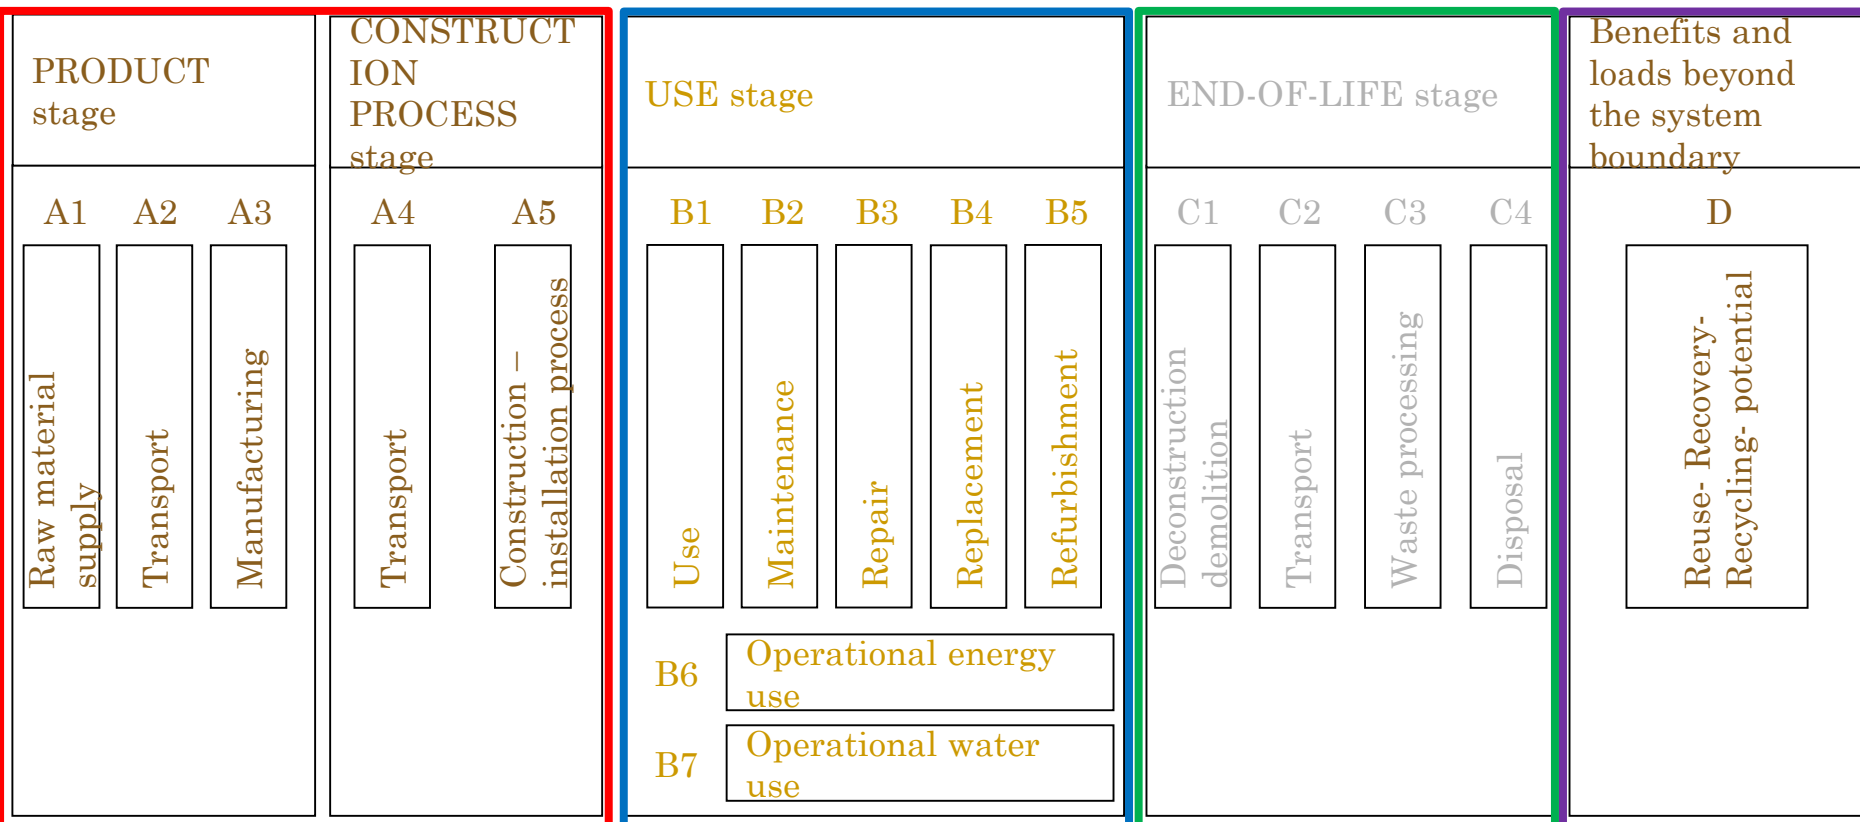 PRODUCT
stage
CONSTRUCT
ION
PROCESS
stage
USE stage
END-OF-LIFE stage
Benefits and
loads beyond
the system
boundary
A1
A2
A3
A4
A5
B1
B2
B3
B4
B5
C1
C2
C3
C4
D
Raw material
supply
Transport
Manufacturing
Transport
Construction –
installation process
Use
Maintenance
Repair
Replacement
Refurbishment
Deconstruction
demolition
Transport
Waste processing
Disposal
Reuse- Recovery-
Recycling- potential
B6
Operational energy
use
B7
Operational water
use